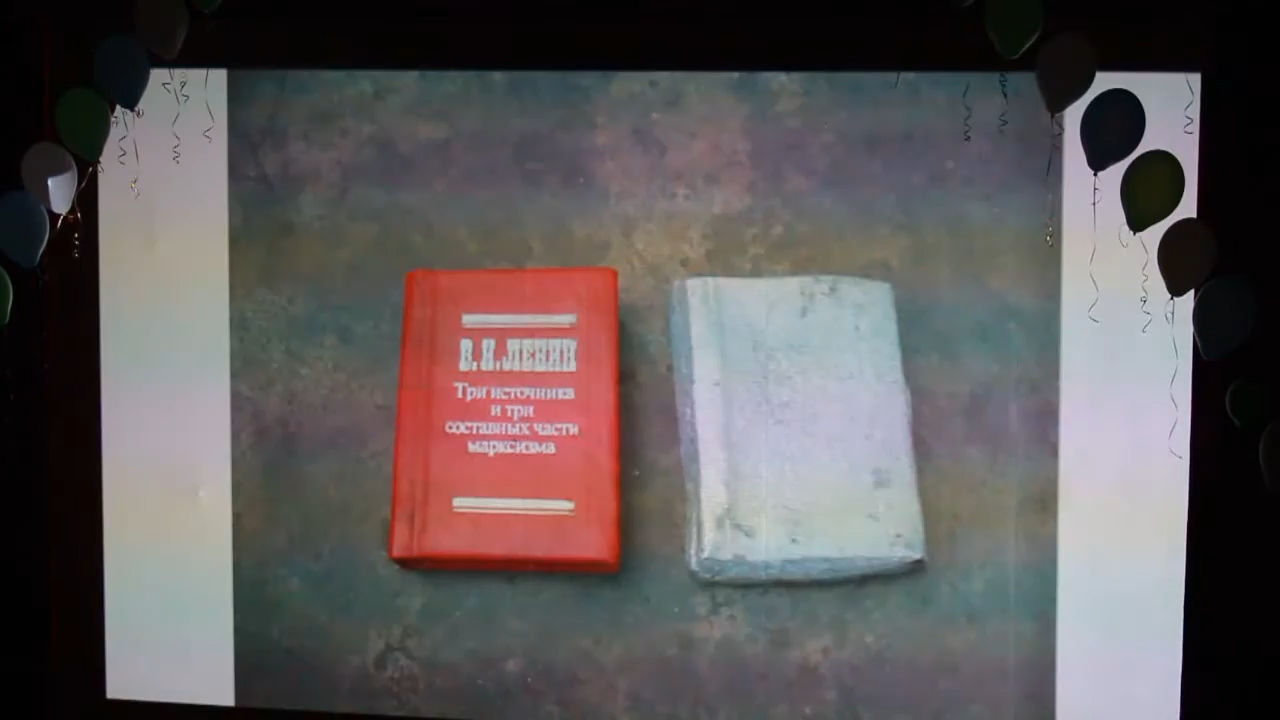 В. И. ЛЕНИН
Три источника
и три
составных части
марксизма